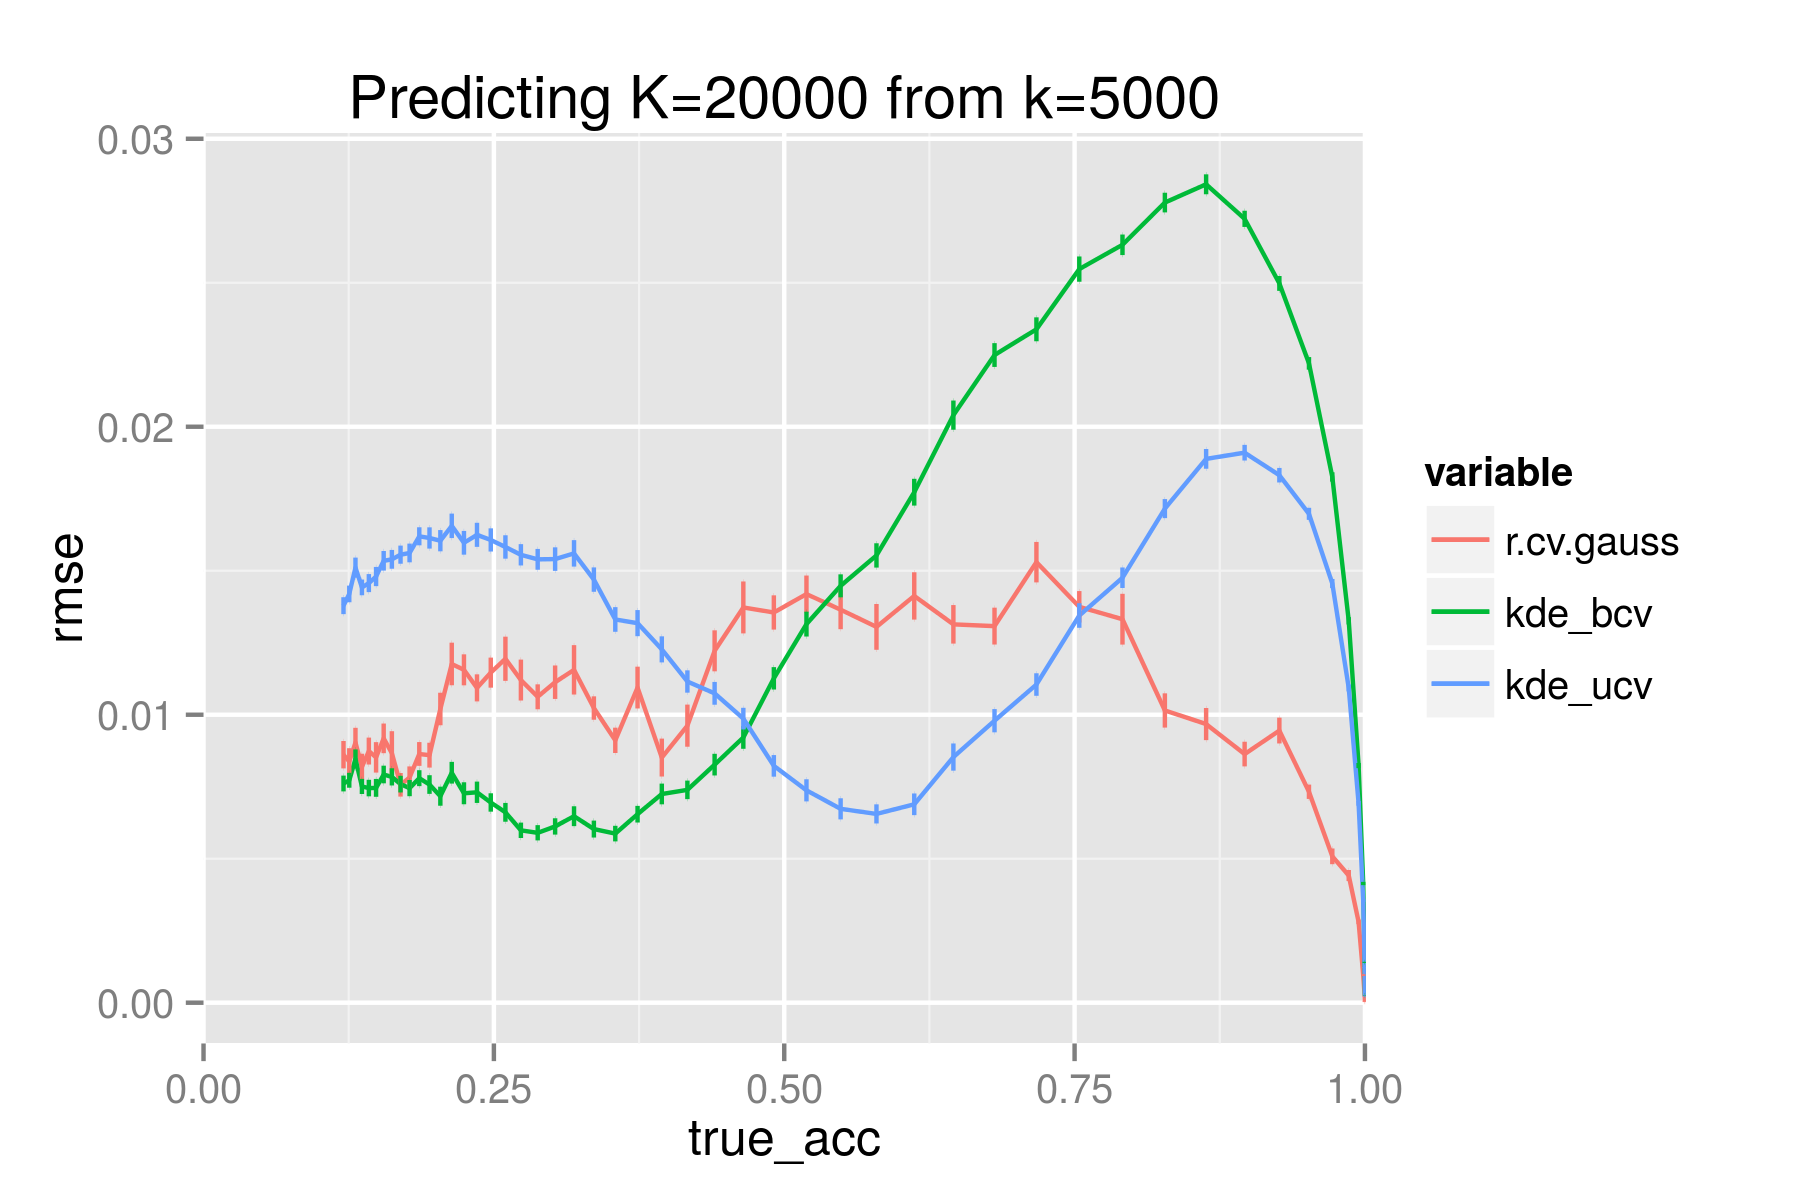 Predicting K=20000 from k=5000
0.03
0.02
0.01
0.00
rmse
0.00 0.25 0.50 0.75 1.00
true_acc
variable
r.cv.gauss
kde_bcv
kde_ucv